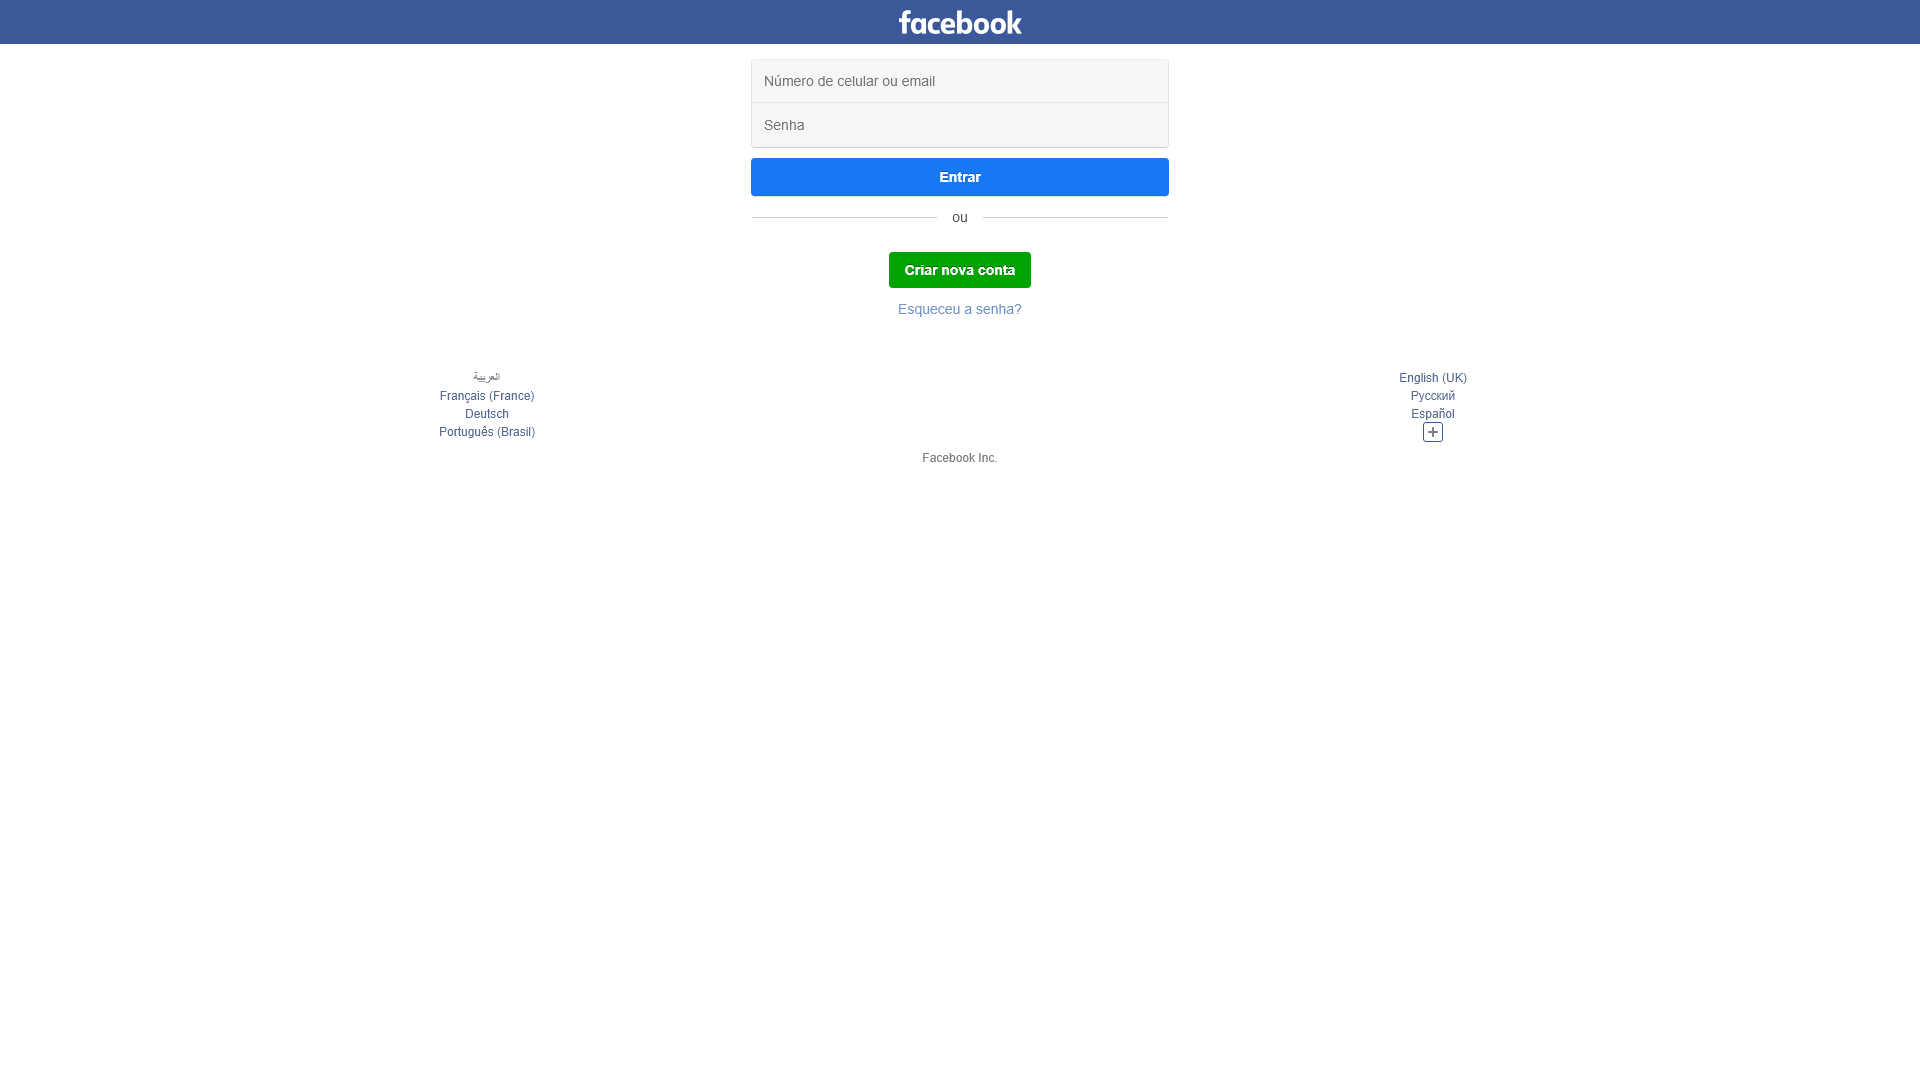 facebook
Número de celular ou email
Senha
Entrar
ou
Criar nova conta
Esqueceu a senha?
العربية
English (UK)
Français (France)
Русский
Deutsch
Español
Português (Brasil)
Facebook Inc.